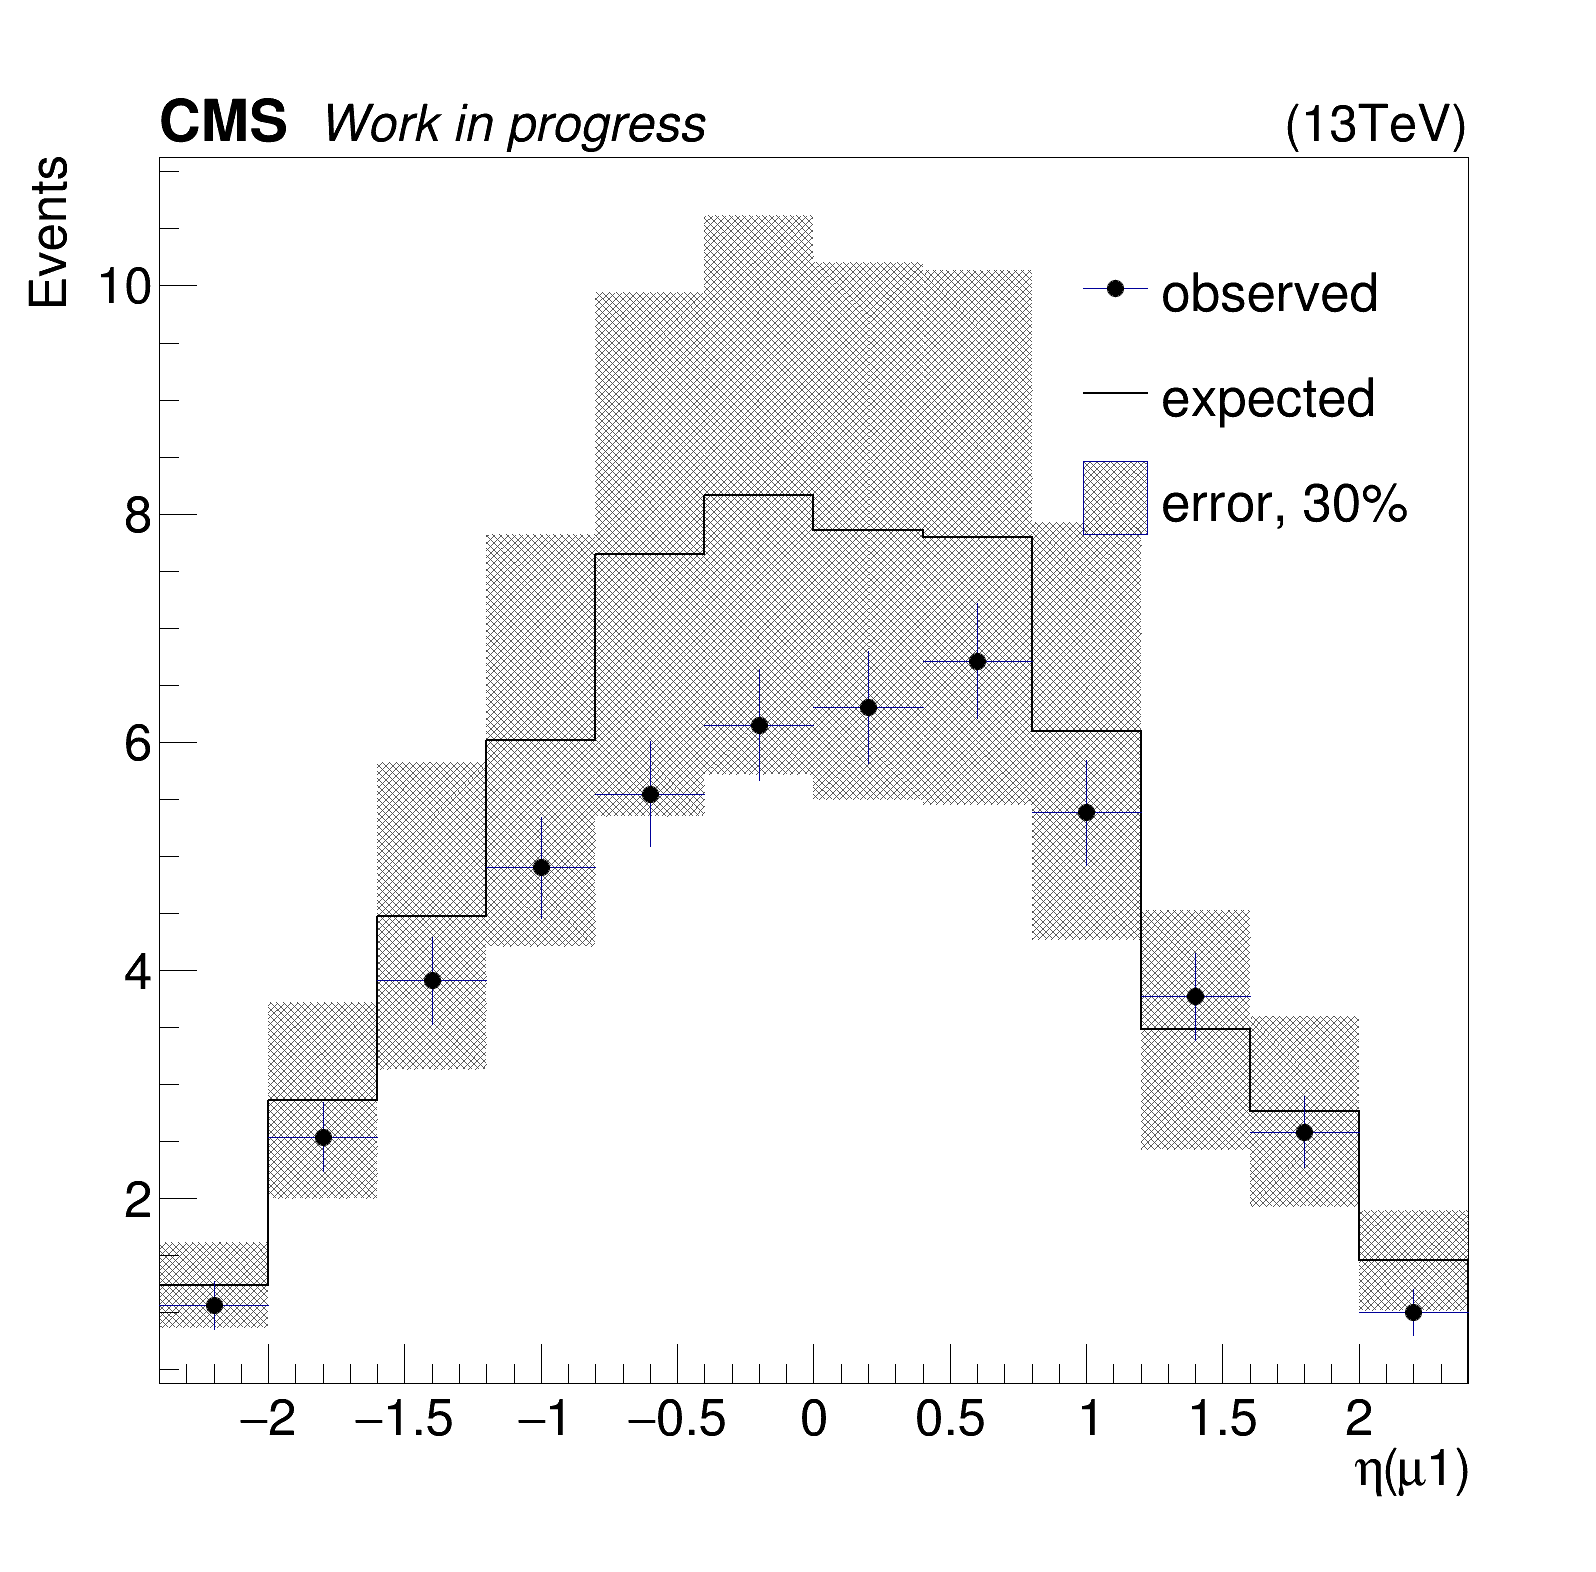 CMS Work in progress (13TeV)
Events
10
8
6
4
2
observed
expected
error, 30%
−2 −1.5 −1 −0.5 0 0.5 1 1.5 2
η(μ1)